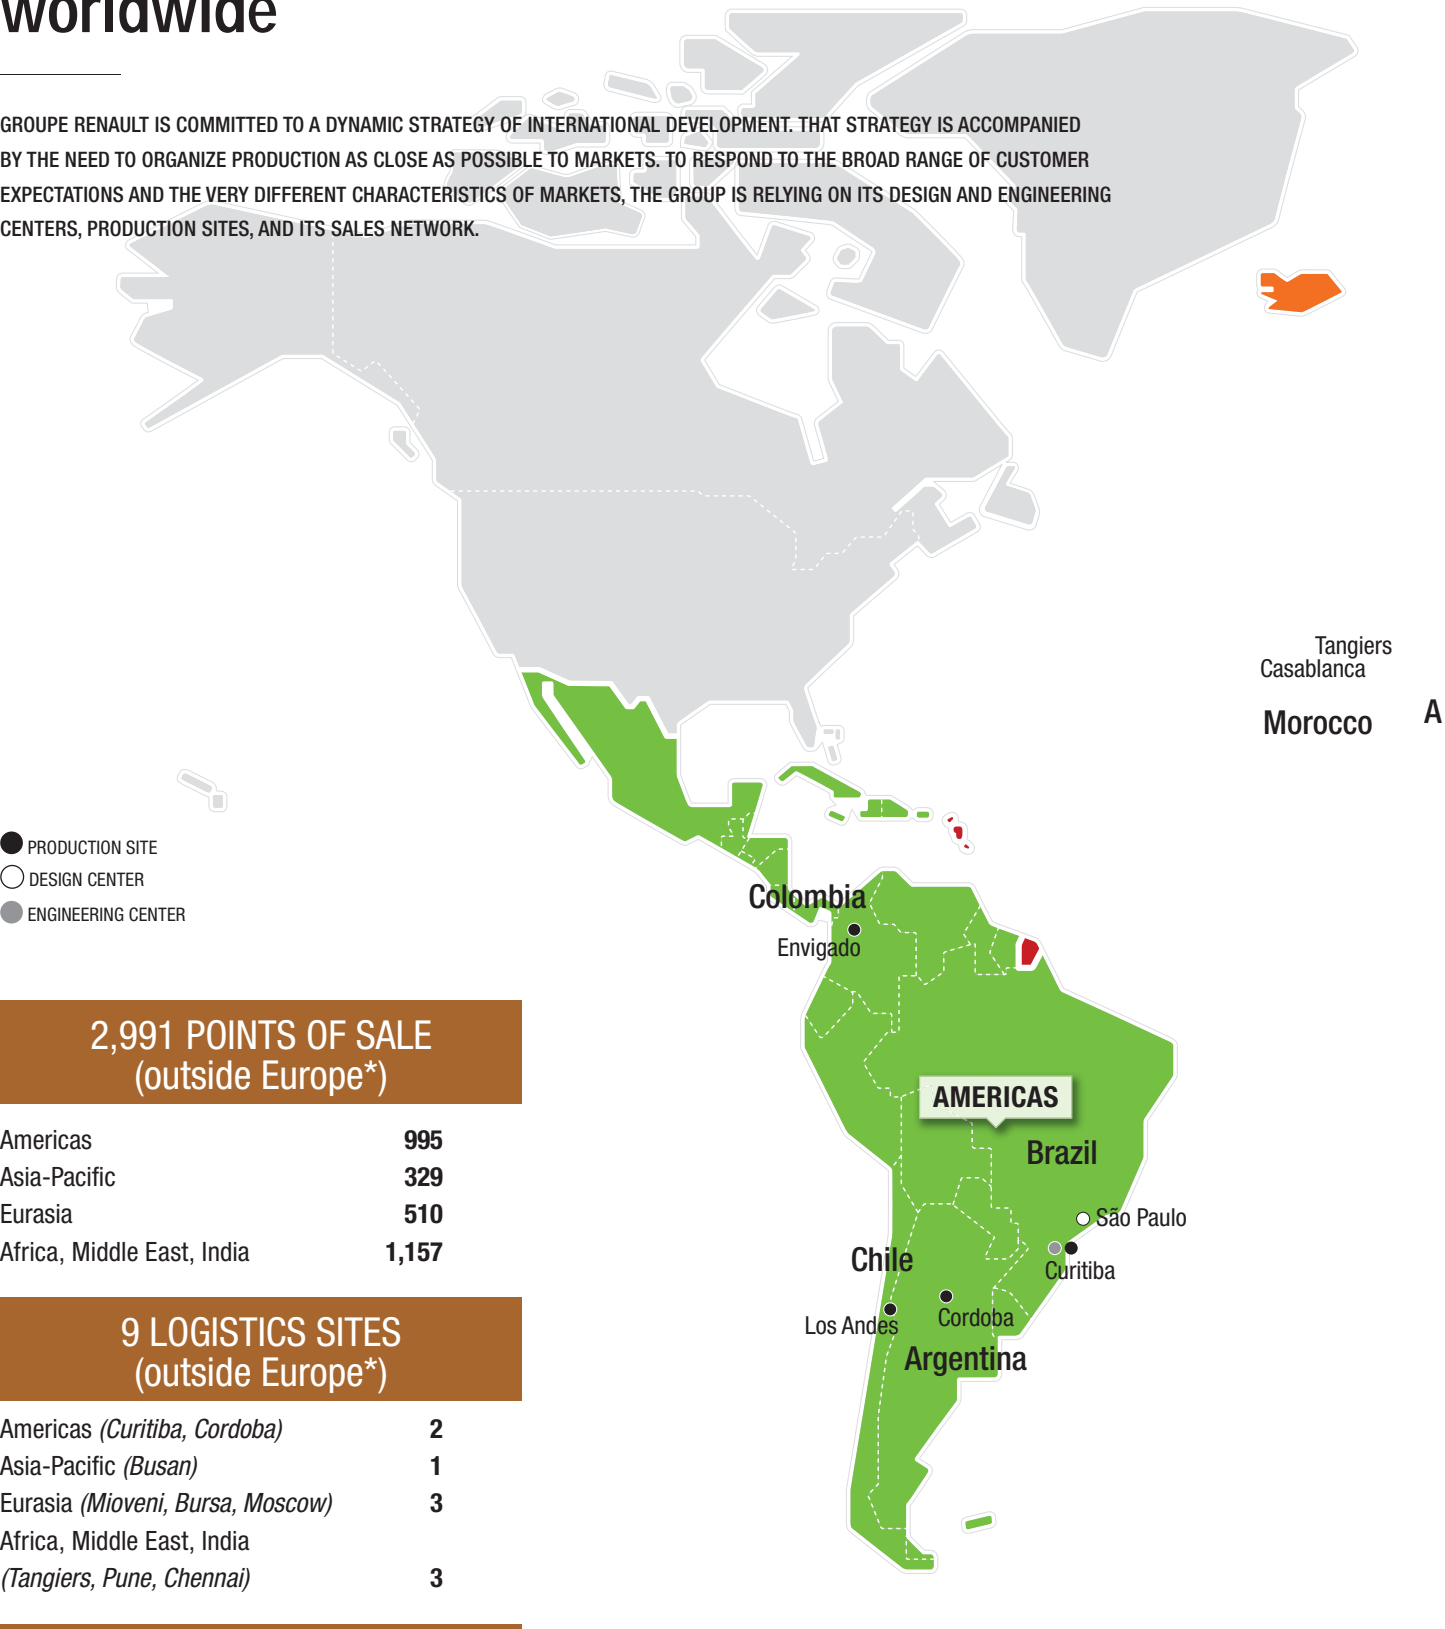 worldwide
GROUPE RENAULT IS COMMITTED TO A DYNAMIC STRATEGY OF INTERNATIONAL DEVELOPMENT. THAT STRATEGY IS ACCOMPANIED
BY THE NEED TO ORGANIZE PRODUCTION AS CLOSE AS POSSIBLE TO MARKETS. TO RESPOND TO THE BROAD RANGE OF CUSTOMER
EXPECTATIONS AND THE VERY DIFFERENT CHARACTERISTICS OF MARKETS, THE GROUP IS RELYING ON ITS DESIGN AND ENGINEERING
CENTERS, PRODUCTION SITES, AND ITS SALES NETWORK.
Tangiers
Casablanca
Morocco
A
PRODUCTION SITE
DESIGN CENTER
ENGINEERING CENTER
Colombia
Envigado
AMERICAS
Brazil
São Paulo
Curitiba
Chile
Los Andes
Cordoba
Argentina
2,991 POINTS OF SALE
(outside Europe*)
Americas 995
Asia-Pacific 329
Eurasia 510
Africa, Middle East, India 1,157
9 LOGISTICS SITES
(outside Europe*)
Americas (Curitiba, Cordoba) 2
Asia-Pacific (Busan) 1
Eurasia (Mioveni, Bursa, Moscow) 3
Africa, Middle East, India
(Tangiers, Pune, Chennai) 3